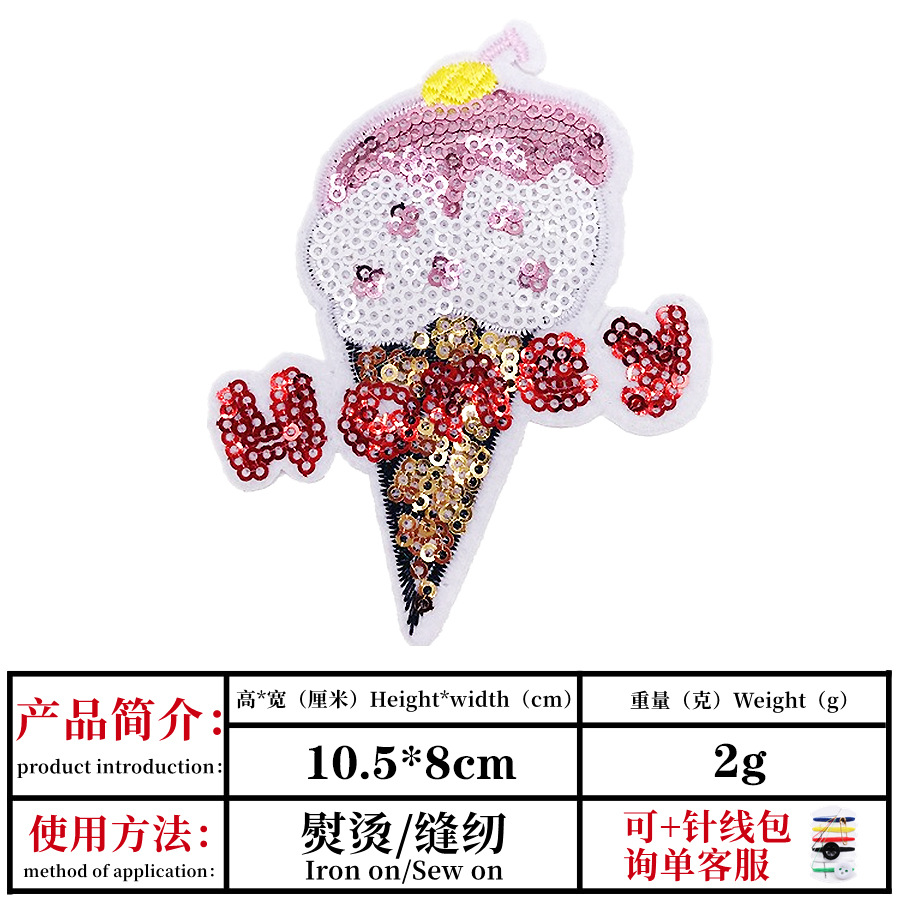 HONEY
产品简介：
product introduction：
高*宽（厘米）Height*width（cm）
重量（克）Weight（g）
10.5*8cm
2g
使用方法：
method of application：
熨烫/缝纫
Iron on/Sew on
可+针线包
询单客服